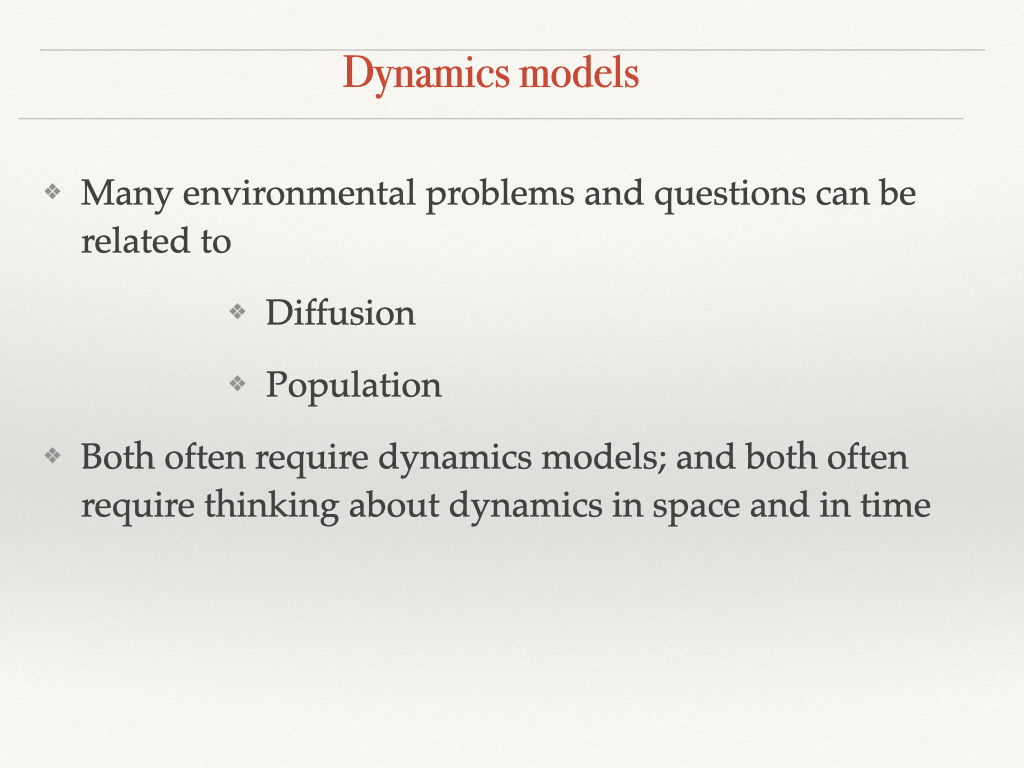 Dynamics models
❖ Many environmental problems and questions can be
related to
❖ Diffusion
❖ Population
❖ Both often require dynamics models; and both often
require thinking about dynamics in space and in time